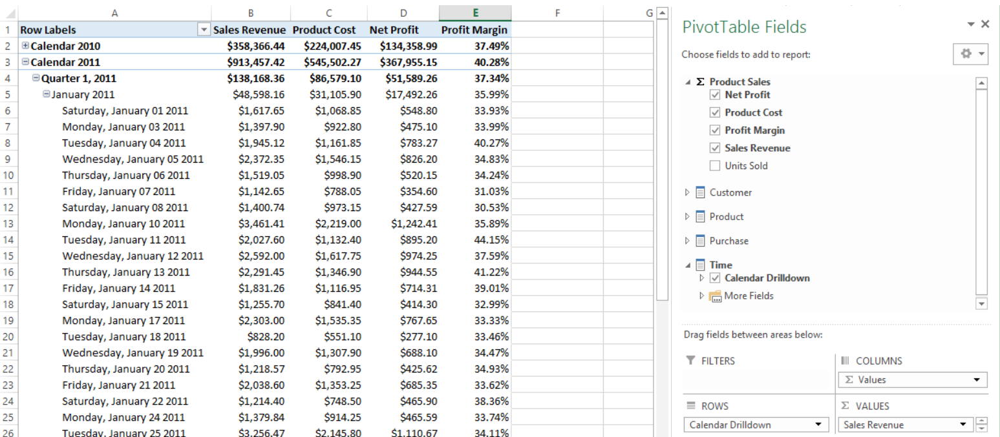 A B C D E F G
1 Row Labels Sales Revenue Product Cost Net Profit Profit Margin
2 Calendar 2010 $358,366.44 $224,007.45 $134,358.99 37.49%
3 Calendar 2011 $913,457.42 $545,502.27 $367,955.15 40.28%
4 Quarter 1, 2011 $138,168.36 $86,579.10 $51,589.26 37.34%
5 January 2011 $48,598.16 $31,105.90 $17,492.26 35.99%
6 Saturday, January 01 2011 $1,617.65 $1,068.85 $548.80 33.93%
7 Monday, January 03 2011 $1,397.90 $922.80 $475.10 33.99%
8 Tuesday, January 04 2011 $1,945.12 $1,161.85 $783.27 40.27%
9 Wednesday, January 05 2011 $2,372.35 $1,546.15 $826.20 34.83%
10 Thursday, January 06 2011 $1,519.05 $998.90 $520.15 34.24%
11 Friday, January 07 2011 $1,142.65 $788.05 $354.60 31.03%
12 Saturday, January 08 2011 $1,400.74 $973.15 $427.59 30.53%
13 Monday, January 10 2011 $3,461.41 $2,219.00 $1,242.41 35.89%
14 Tuesday, January 11 2011 $2,027.60 $1,132.40 $895.20 44.15%
15 Wednesday, January 12 2011 $2,592.00 $1,617.75 $974.25 37.59%
16 Thursday, January 13 2011 $2,291.45 $1,346.90 $944.55 41.22%
17 Friday, January 14 2011 $1,831.26 $1,116.95 $714.31 39.01%
18 Saturday, January 15 2011 $1,255.70 $841.40 $414.30 32.99%
19 Monday, January 17 2011 $2,303.00 $1,535.35 $767.65 33.33%
20 Tuesday, January 18 2011 $828.20 $551.10 $277.10 33.46%
21 Wednesday, January 19 2011 $1,996.00 $1,307.90 $688.10 34.47%
22 Thursday, January 20 2011 $1,218.57 $792.95 $425.62 34.93%
23 Friday, January 21 2011 $2,038.60 $1,353.25 $685.35 33.62%
24 Saturday, January 22 2011 $1,214.40 $748.50 $465.90 38.36%
25 Monday, January 24 2011 $1,379.84 $914.25 $465.59 33.74%
26 Tuesday, January 25 2011 $3,256.47 $2,145.80 $1,110.67 34.11%
PivotTable Fields
Choose fields to add to report:
Σ Product Sales
Net Profit
Product Cost
Profit Margin
Sales Revenue
Units Sold
Customer
Product
Purchase
Time
Calendar Drilldown
More Fields
Drag fields between areas below:
FILTERS
COLUMNS
Σ Values
ROWS
Calendar Drilldown
Σ VALUES
Sales Revenue